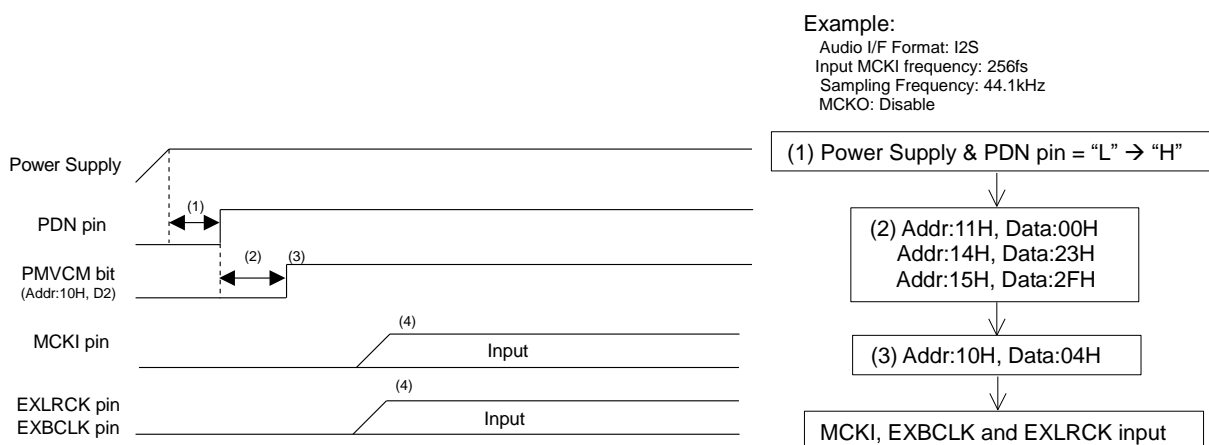 Example:
Audio I/F Format: I2S
Input MCKI frequency: 256fs
Sampling Frequency: 44.1kHz
MCKO: Disable
Power Supply
(1)
PDN pin
(2)
(3)
PMVCM bit
(Addr:10H, D2)
(4)
MCKI pin
Input
(4)
EXLRCK pin
EXBCLK pin
Input
(1) Power Supply & PDN pin = “L” → “H”
(2) Addr:11H, Data:00H
Addr:14H, Data:23H
Addr:15H, Data:2FH
(3) Addr:10H, Data:04H
MCKI, EXBCLK and EXLRCK input